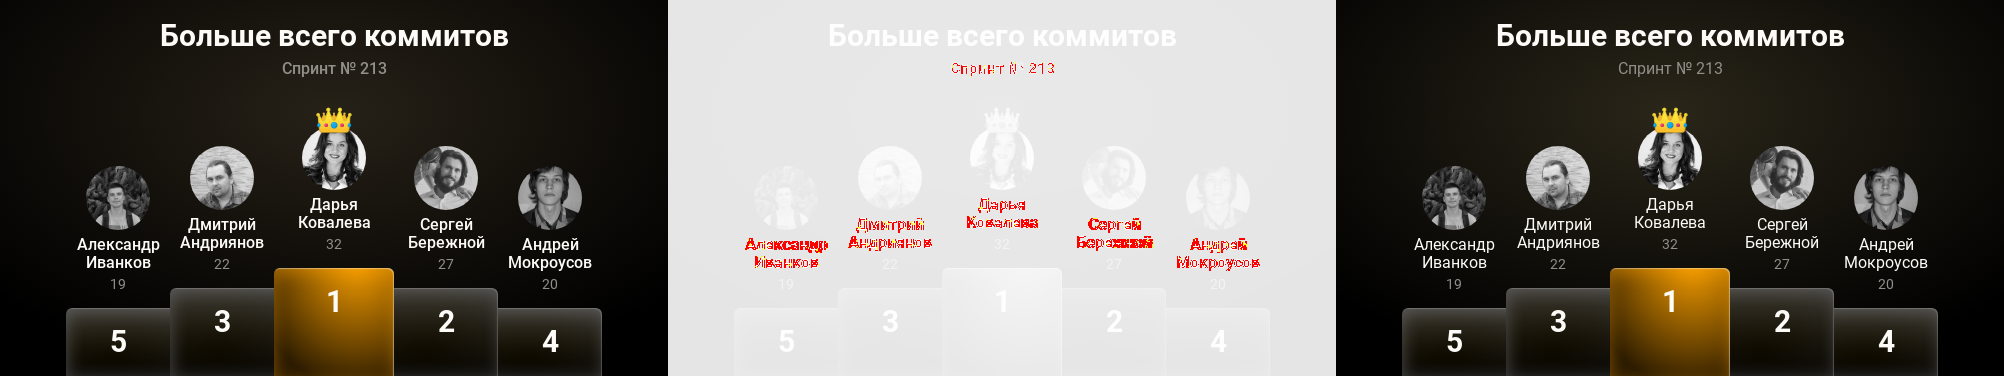 Больше всего коммитов
Спринт № 213
Александр
Иванков
19
Дмитрий
Андриянов
22
Дарья
Ковалева
32
Сергей
Бережной
27
Андрей
Мокроусов
20
5
3
1
2
4
Больше всего коммитов
Спринт № 213
Александр
Иванков
19
Дмитрий
Андриянов
22
Дарья
Ковалева
32
Сергей
Бережной
27
Андрей
Мокроусов
20
5
3
1
2
4
Больше всего коммитов
Спринт № 213
Александр
Иванков
19
Дмитрий
Андриянов
22
Дарья
Ковалева
32
Сергей
Бережной
27
Андрей
Мокроусов
20
5
3
1
2
4